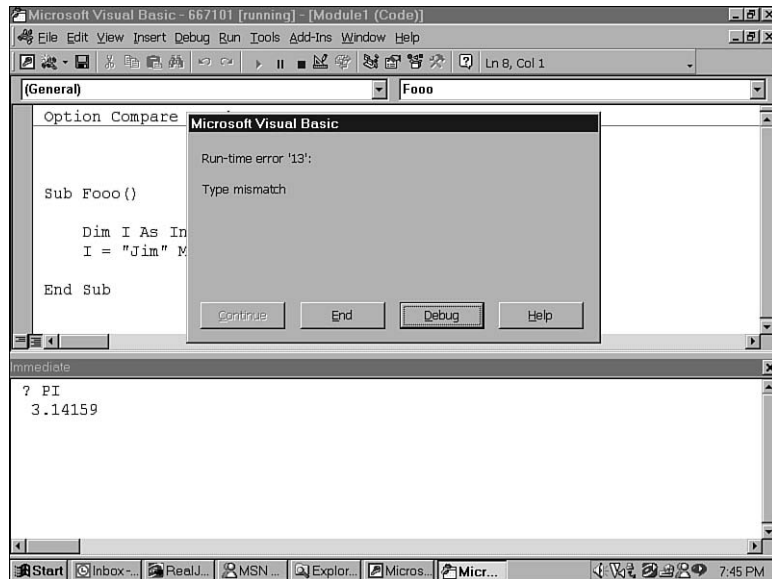 Microsoft Visual Basic - 667101 [running] - [Module1 (Code)]
File Edit View Insert Debug Run Tools Add-Ins Window Help
Ln 8, Col 1
(General)
Fooo
Option Compare
Microsoft Visual Basic
Run-time error '13':
Type mismatch
Sub Fooo()
Dim I As In
I = "Jim" M
End Sub
Continue End Debug Help
Immediate
? PI
3.14159
Start Inbox -... RealJ... MSN ... Explor... Micros... Micr... 7:45 PM